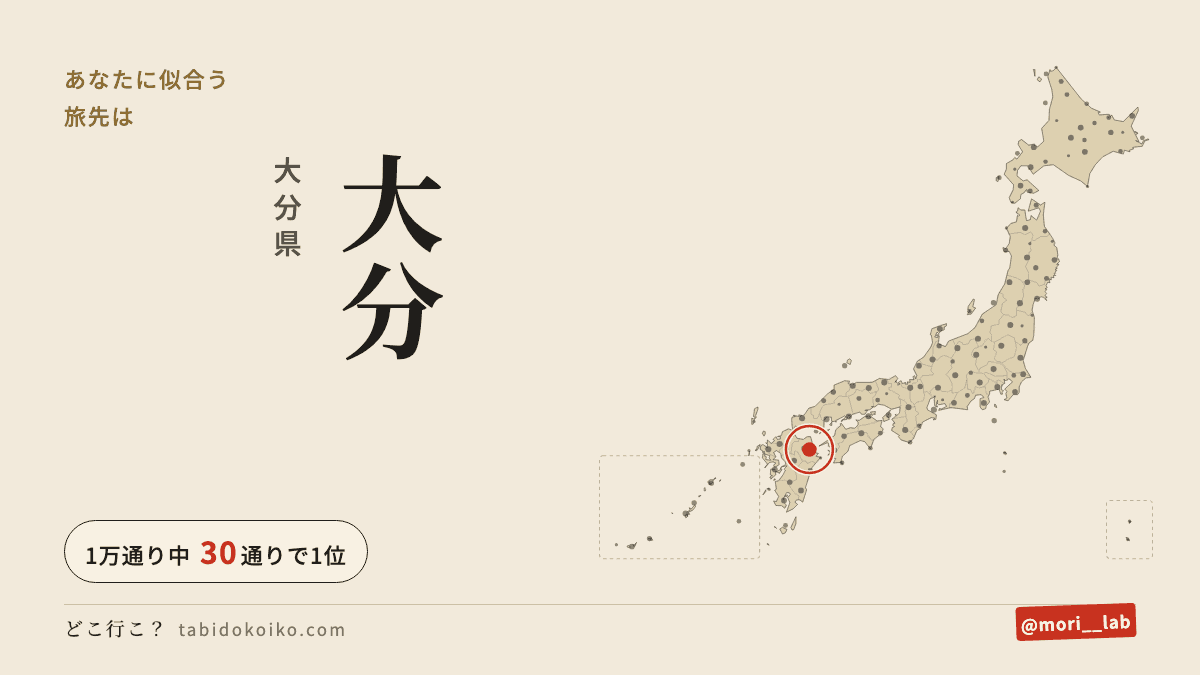 あなたに似合う
旅先は
大分
大分県
1万通り中 30通りで1位
どこ行こ？ tabidokoiko.com
@mori__lab